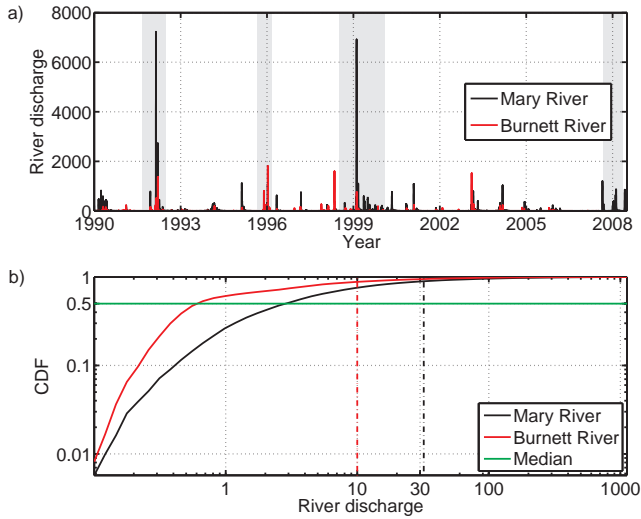 a)
8000
6000
4000
2000
0
River discharge
Mary River
Burnett River
1990
1993
1996
1999
2002
2005
2008
Year
b)
1
0.5
0.1
0.01
CDF
Mary River
Burnett River
Median
1
10
30
100
1000
River discharge